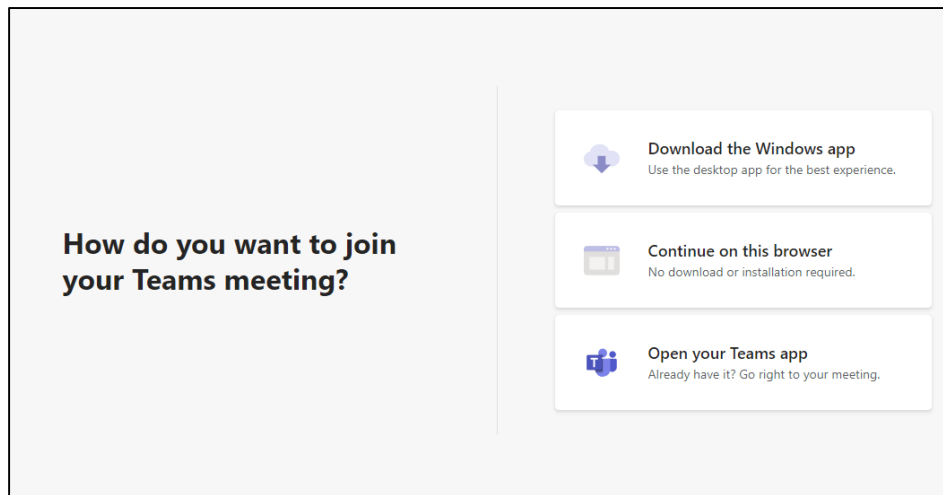 How do you want to join
your Teams meeting?
Download the Windows app
Use the desktop app for the best experience.
Continue on this browser
No download or installation required.
T
Open your Teams app
Already have it? Go right to your meeting.